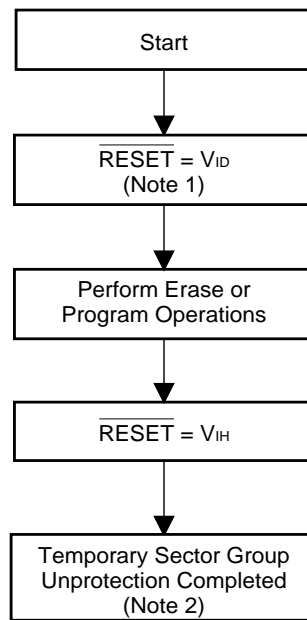 Start
RESET = VID
(Note 1)
Perform Erase or
Program Operations
RESET = VIH
Temporary Sector Group
Unprotection Completed
(Note 2)